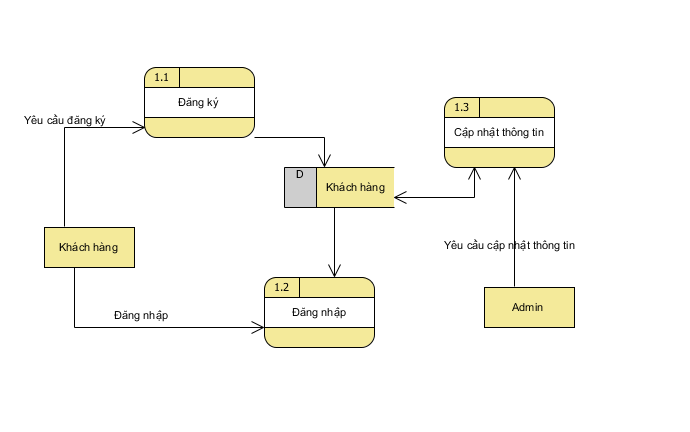 1.1
Đăng ký
Yêu cầu đăng ký
1.3
Cập nhật thông tin
D
Khách hàng
Khách hàng
Yêu cầu cập nhật thông tin
1.2
Đăng nhập
Đăng nhập
Admin